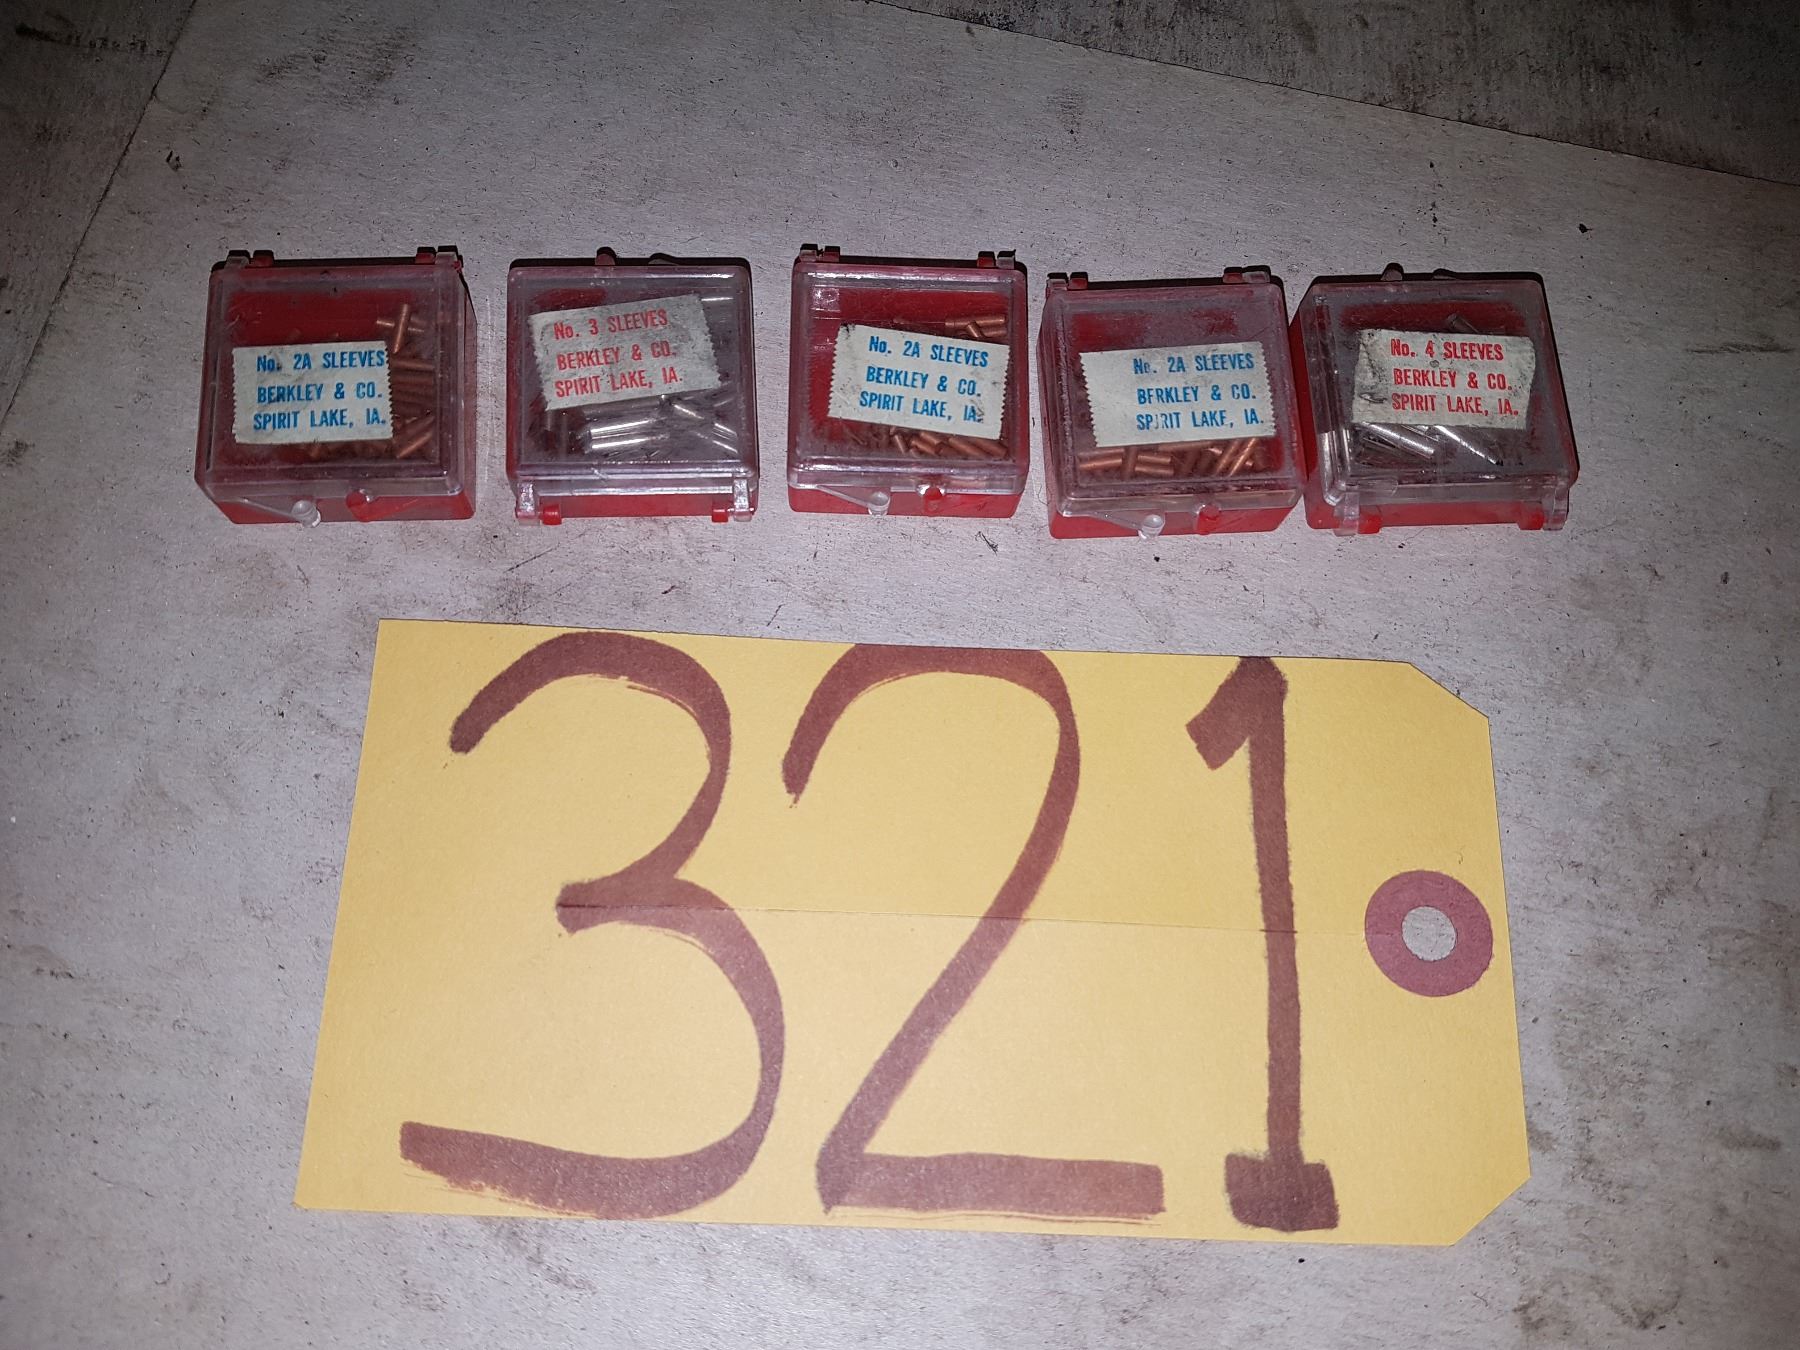 No. 2A SLEEVES
BERKLEY & CO.
SPIRIT LAKE, IA.
No. 3 SLEEVES
BERKLEY & CO.
SPIRIT LAKE, IA.
No. 2A SLEEVES
BERKLEY & CO.
SPIRIT LAKE, IA.
No. 2A SLEEVES
BERKLEY & CO.
SPIRIT LAKE, IA.
No. 4 SLEEVES
BERKLEY & CO.
SPIRIT LAKE, IA.
321